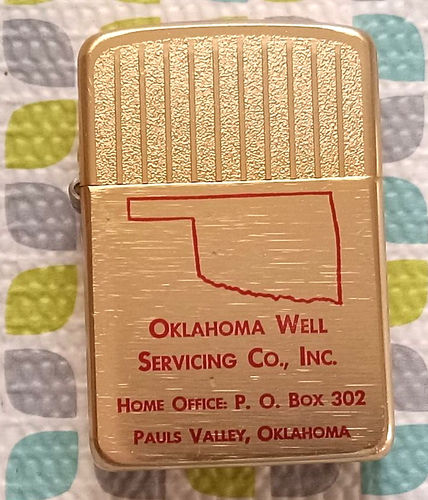 Oklahoma Well
Servicing Co., Inc.
Home Office: P. O. Box 302
Pauls Valley, Oklahoma